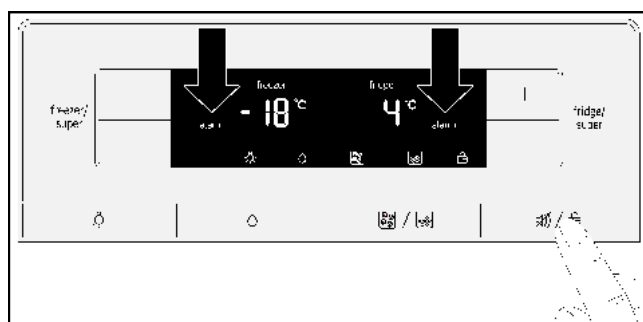 freezer/
super
freezer
fridge
-18°C
4°C
alarm
alarm
fridge/
super
/
/